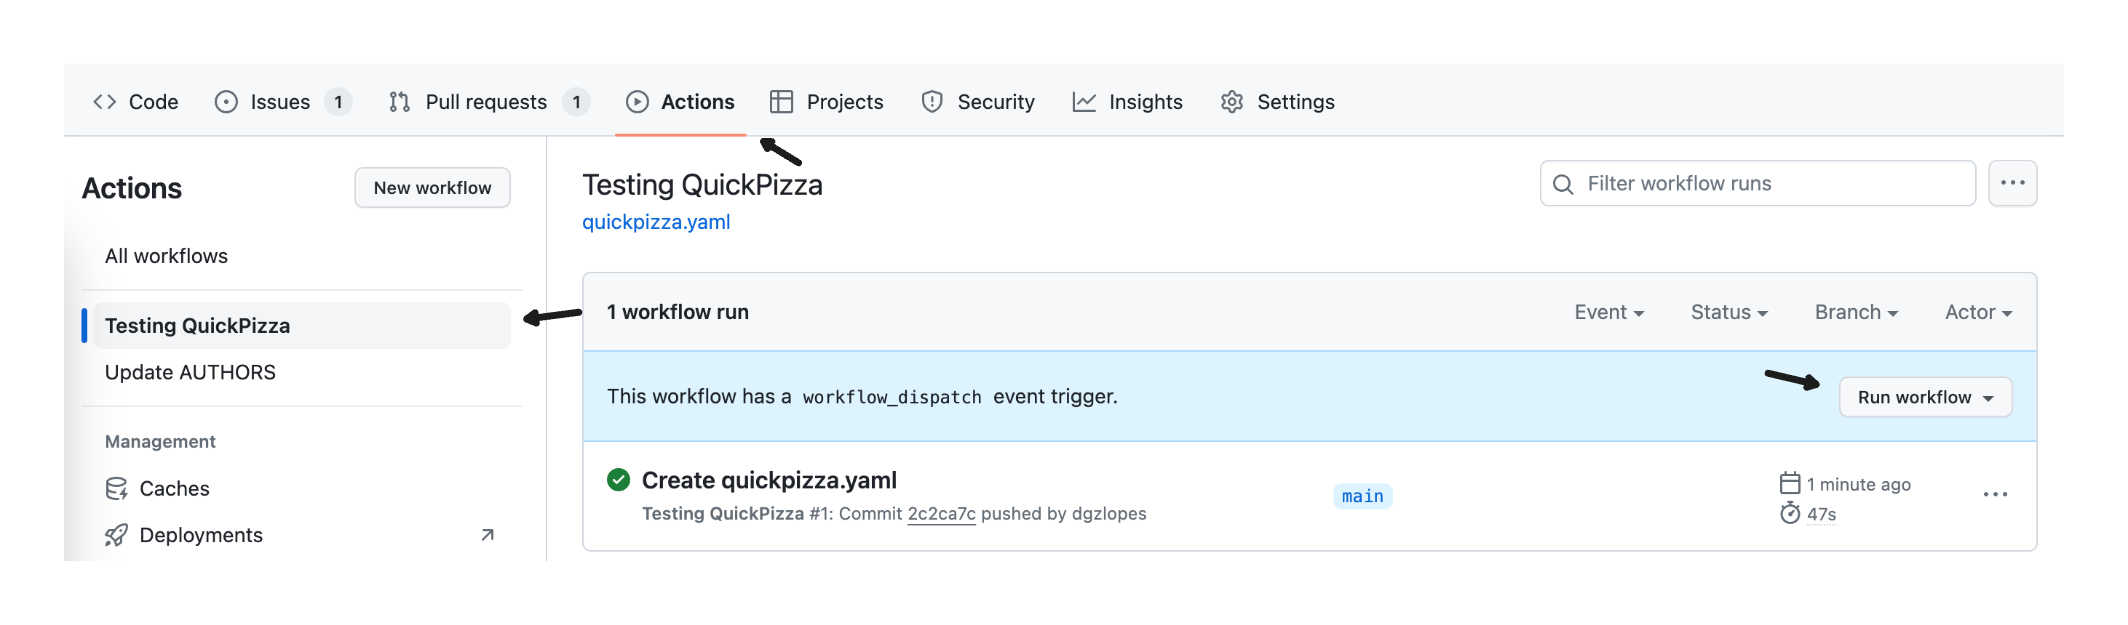 Code Issues 1 Pull requests 1 Actions Projects Security Insights Settings
Actions New workflow
All workflows
Testing QuickPizza
Update AUTHORS
Management
Caches
Deployments
Testing QuickPizza
quickpizza.yaml
Filter workflow runs
1 workflow run Event Status Branch Actor
This workflow has a workflow_dispatch event trigger. Run workflow
Create quickpizza.yaml
Testing QuickPizza #1: Commit 2c2ca7c pushed by dgzlopes
main
1 minute ago
47s